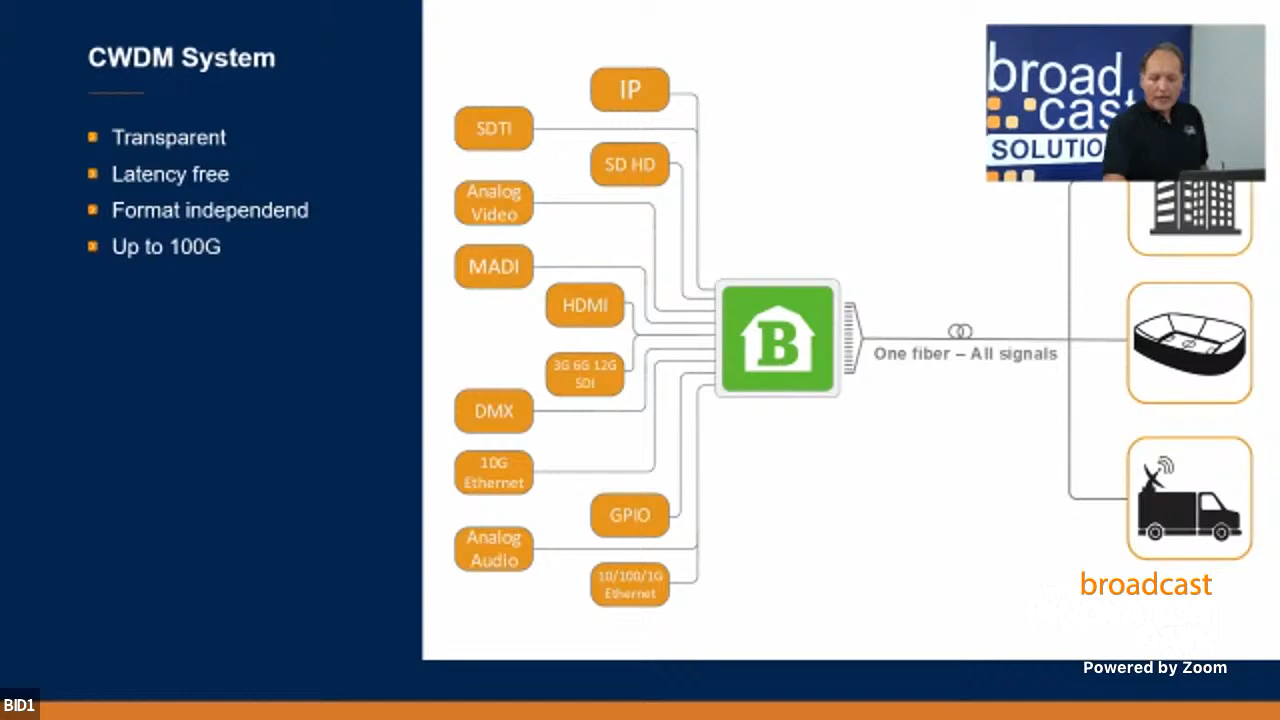 CWDM System
Transparent
Latency free
Format independend
Up to 100G
IP
SDTI
SD HD
Analog
Video
MADI
HDMI
3G 6G 12G
SDI
DMX
10G
Ethernet
GPIO
Analog
Audio
10/100/1G
Ethernet
B
One fiber – All signals
broad
cast
SOLUTIO
broadcast
Powered by Zoom
BID1